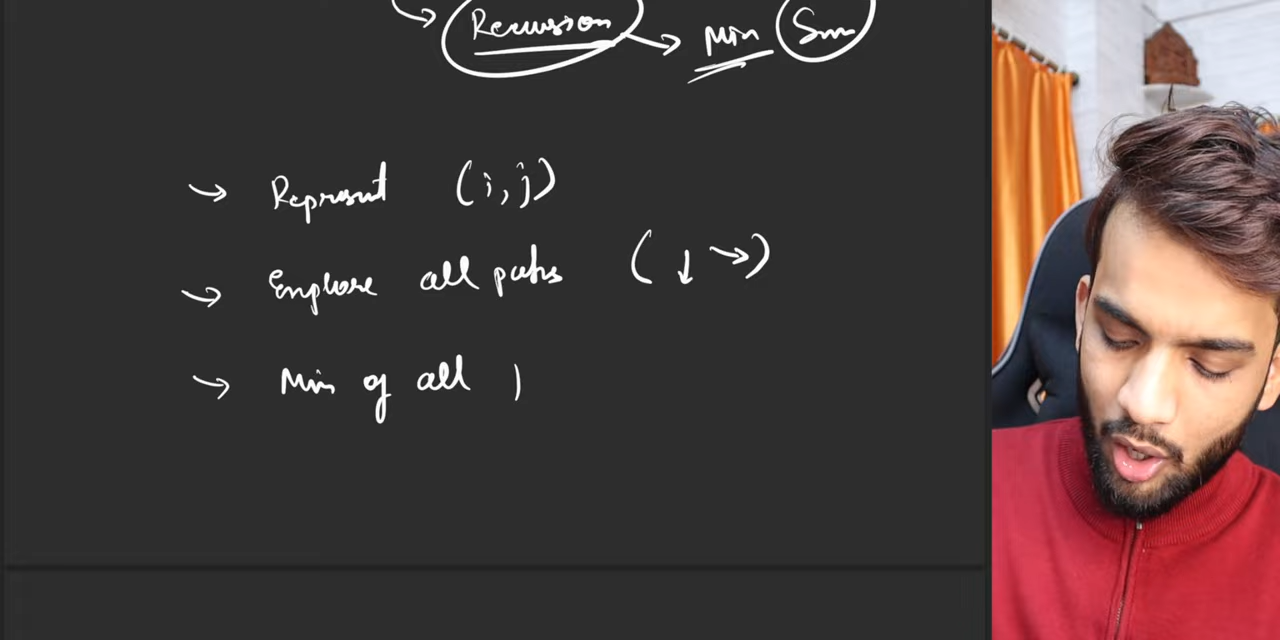 Recursion → Min Sum
→ Represent (i, j)
→ Explore all paths ( ↓ → )
→ Min of all